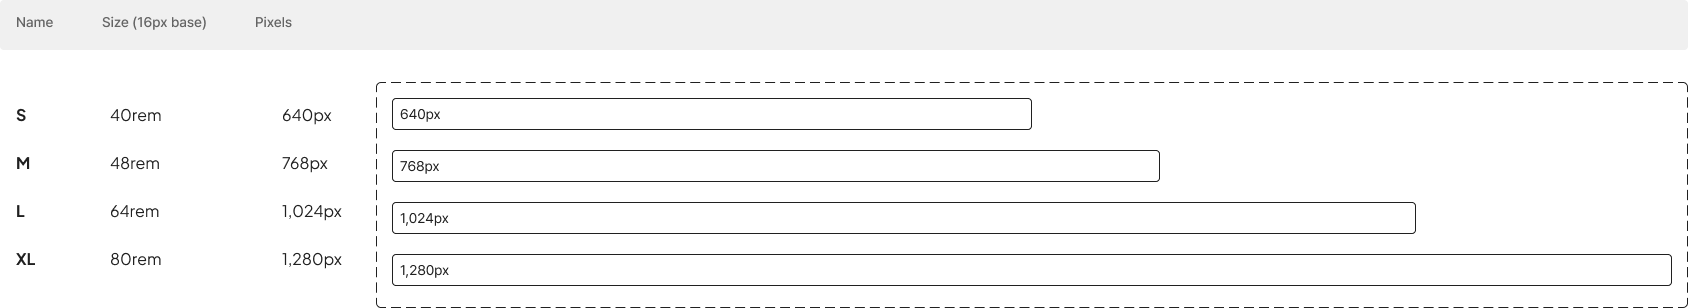 Name Size (16px base) Pixels
S 40rem 640px 640px
M 48rem 768px 768px
L 64rem 1,024px 1,024px
XL 80rem 1,280px 1,280px